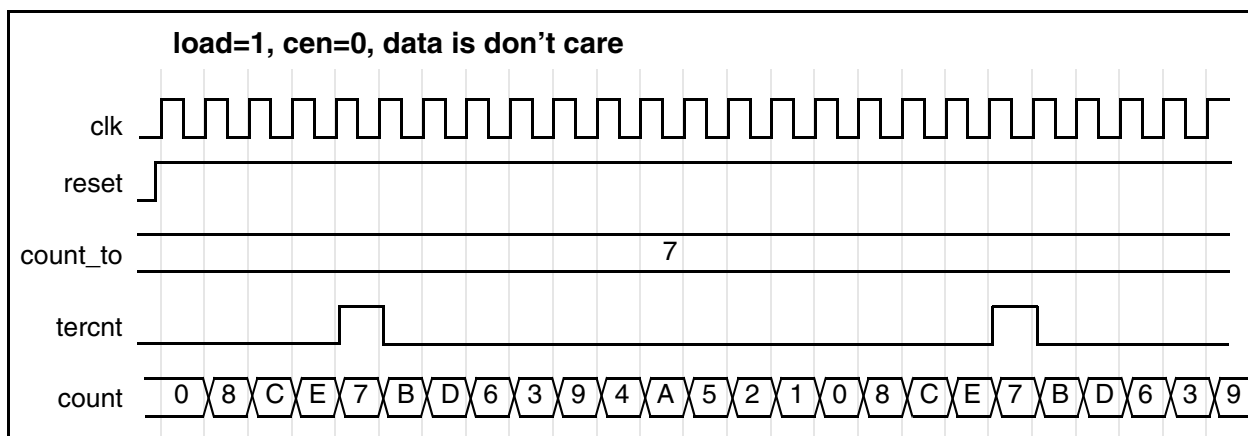 load=1, cen=0, data is don't care
clk
reset
count_to 7
tercnt
count 0 8 C E 7 B D 6 3 9 4 A 5 2 1 0 8 C E 7 B D 6 3 9